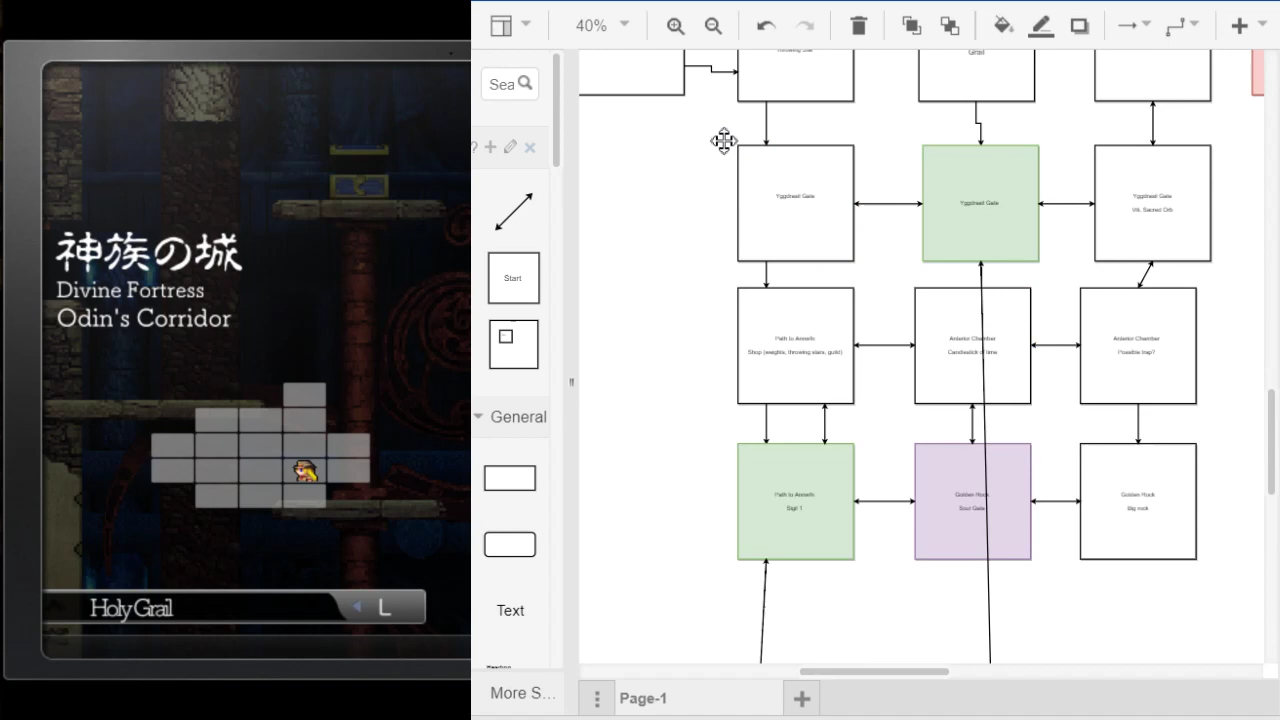 神族の城
Divine Fortress
Odin's Corridor
Holy Grail
L
40%
Sea
?
Start
General
Text
More S...
Page-1
Grail
Yggdrasil Gate
Yggdrasil Gate
Yggdrasil Gate
Vili, Sacred Orb
Path to Annwfn
Shop (weights, throwing stars, guild)
Anterior Chamber
Candlestick of time
Anterior Chamber
Possible trap?
Path to Annwfn
Sigil 1
Golden Rock
Soul Gate
Golden Rock
Big rock